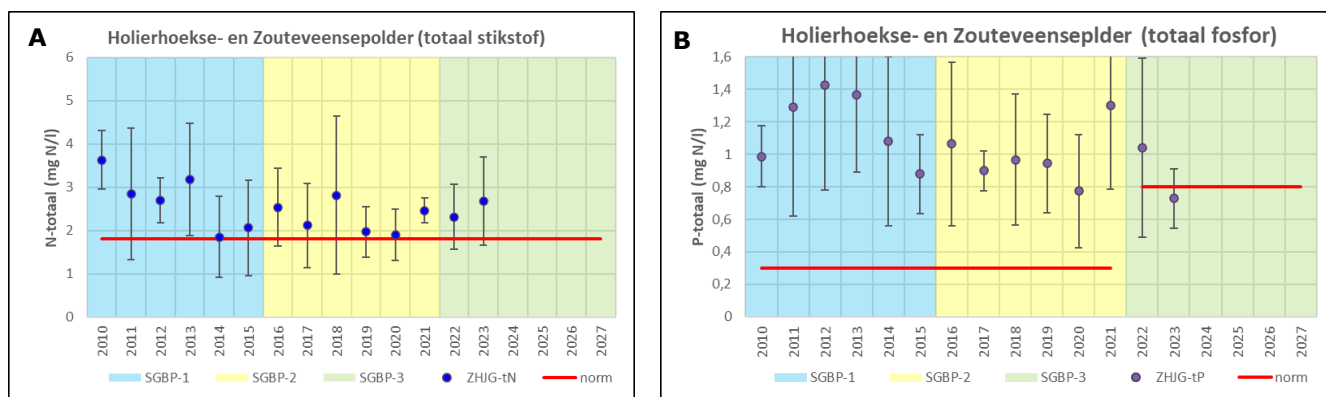 A
Holierhoekse- en Zouteveensepolder (totaal stikstof)
N-totaal (mg N/l)
6
5
4
3
2
1
0
2010 2011 2012 2013 2014 2015 2016 2017 2018 2019 2020 2021 2022 2023 2024 2025 2026 2027
SGBP-1 SGBP-2 SGBP-3 ZHJG-tN norm
B
Holierhoekse- en Zouteveenseplder (totaal fosfor)
P-totaal (mg N/l)
1,6
1,4
1,2
1
0,8
0,6
0,4
0,2
0
2010 2011 2012 2013 2014 2015 2016 2017 2018 2019 2020 2021 2022 2023 2024 2025 2026 2027
SGBP-1 SGBP-2 SGBP-3 ZHJG-tP norm